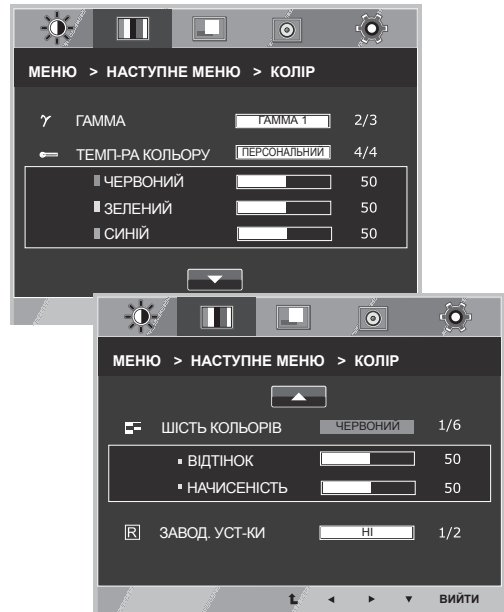 МЕНЮ > НАСТУПНЕ МЕНЮ > КОЛІР
γ ГАММА ГАММА 1 2/3
ТЕМП-РА КОЛЬОРУ ПЕРСОНАЛЬНИЙ 4/4
ЧЕРВОНИЙ 50
ЗЕЛЕНИЙ 50
СИНІЙ 50
МЕНЮ > НАСТУПНЕ МЕНЮ > КОЛІР
ШІСТЬ КОЛЬОРІВ ЧЕРВОНИЙ 1/6
ВІДТІНОК 50
НАЧИСЕНІСТЬ 50
R ЗАВОД. УСТ-КИ НІ 1/2
ВИЙТИ